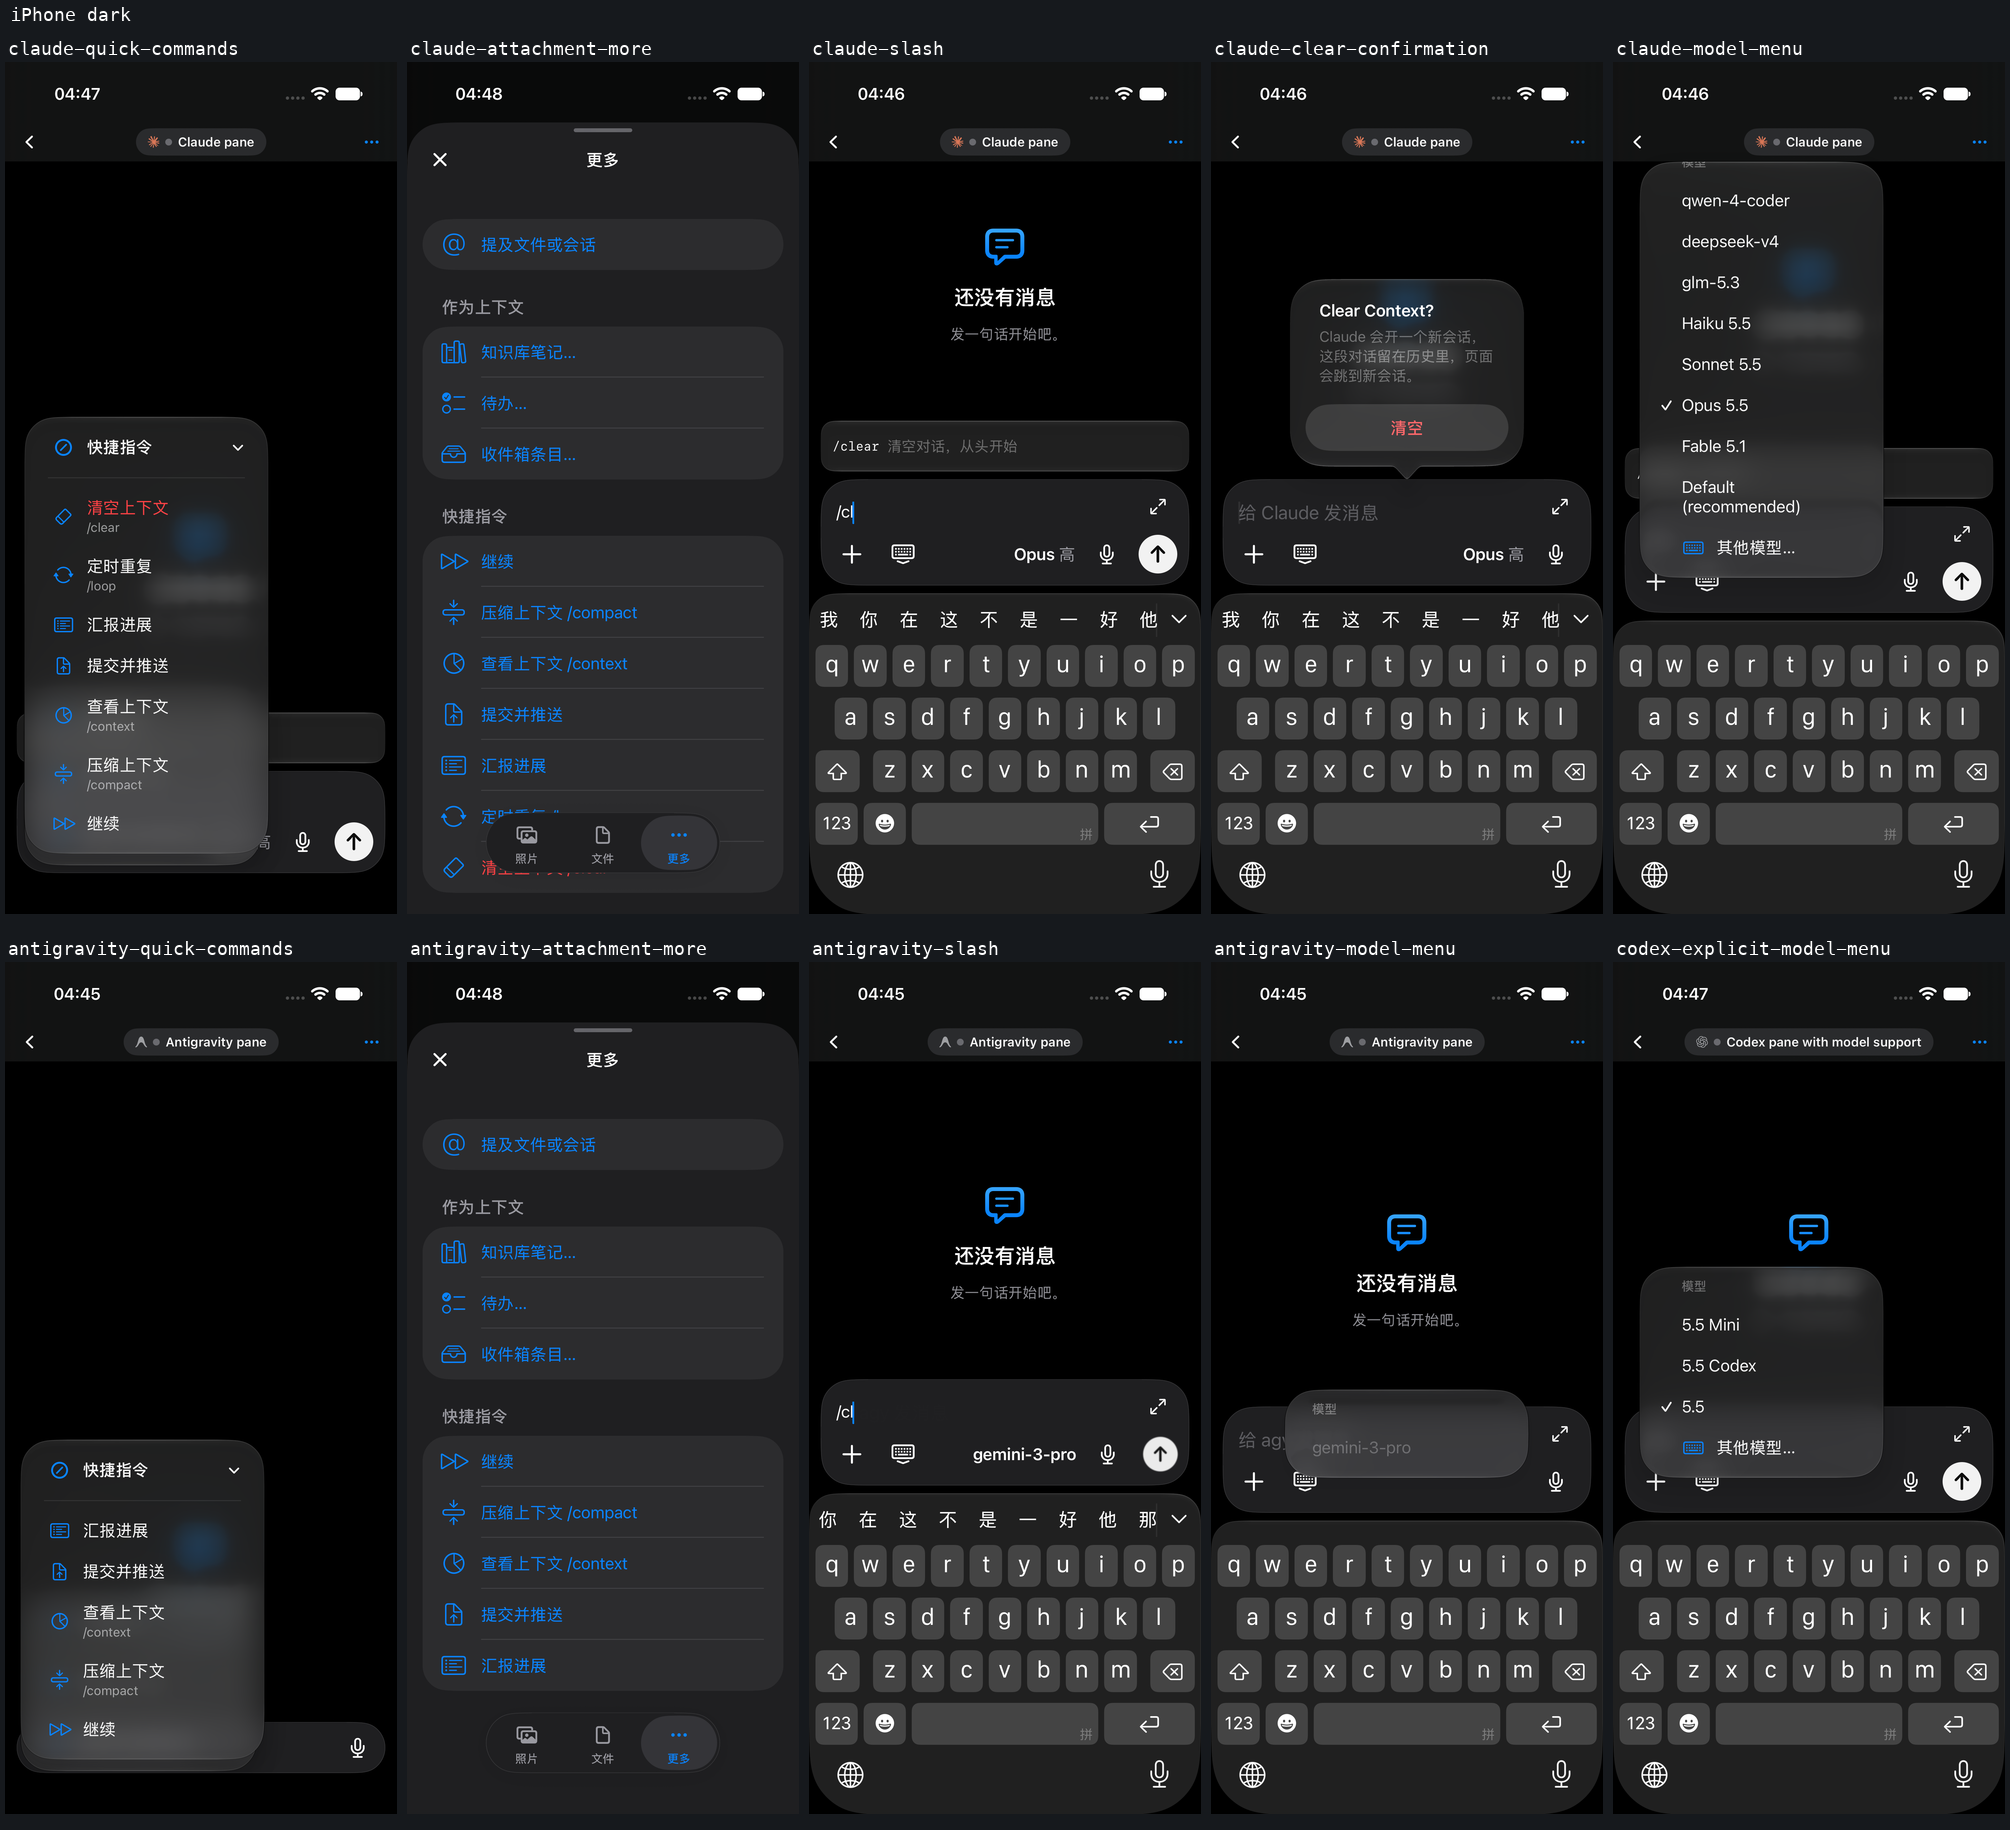 iPhone dark
claude-quick-commands
04:47
Claude pane
快捷指令
清空上下文
/clear
定时重复
/loop
汇报进展
提交并推送
查看上下文
/context
压缩上下文
/compact
继续
高
claude-attachment-more
04:48
更多
提及文件或会话
作为上下文
知识库笔记...
待办...
收件箱条目...
快捷指令
继续
压缩上下文 /compact
查看上下文 /context
提交并推送
汇报进展
照片
文件
更多
claude-slash
04:46
Claude pane
还没有消息
发一句话开始吧。
/clear 清空对话，从头开始
/cl
Opus 高
我 你 在 这 不 是 一 好 他
q w e r t y u i o p
a s d f g h j k l
z x c v b n m
123
拼
claude-clear-confirmation
04:46
Claude pane
Clear Context?
Claude 会开一个新会话，
这段对话留在历史里，页面
会跳到新会话。
清空
给 Claude 发消息
Opus 高
我 你 在 这 不 是 一 好 他
q w e r t y u i o p
a s d f g h j k l
z x c v b n m
123
拼
claude-model-menu
04:46
Claude pane
模型
qwen-4-coder
deepseek-v4
glm-5.3
Haiku 5.5
Sonnet 5.5
Opus 5.5
Fable 5.1
Default
(recommended)
其他模型...
q w e r t y u i o p
a s d f g h j k l
z x c v b n m
123
拼
antigravity-quick-commands
04:45
Antigravity pane
快捷指令
汇报进展
提交并推送
查看上下文
/context
压缩上下文
/compact
继续
antigravity-attachment-more
04:48
更多
提及文件或会话
作为上下文
知识库笔记...
待办...
收件箱条目...
快捷指令
继续
压缩上下文 /compact
查看上下文 /context
提交并推送
汇报进展
照片
文件
更多
antigravity-slash
04:45
Antigravity pane
还没有消息
发一句话开始吧。
/cl
gemini-3-pro
你 在 这 不 是 一 好 他 那
q w e r t y u i o p
a s d f g h j k l
z x c v b n m
123
拼
antigravity-model-menu
04:45
Antigravity pane
还没有消息
发一句话开始吧。
模型
gemini-3-pro
给 agy
q w e r t y u i o p
a s d f g h j k l
z x c v b n m
123
拼
codex-explicit-model-menu
04:47
Codex pane with model support
模型
5.5 Mini
5.5 Codex
5.5
其他模型...
q w e r t y u i o p
a s d f g h j k l
z x c v b n m
123
拼